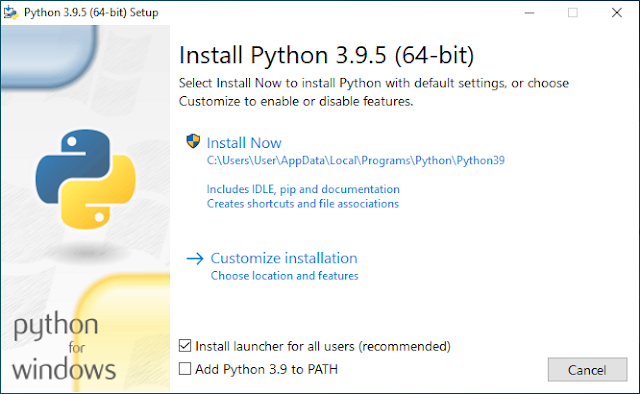 Python 3.9.5 (64-bit) Setup
Install Python 3.9.5 (64-bit)
Select Install Now to install Python with default settings, or choose
Customize to enable or disable features.
Install Now
C:\Users\User\AppData\Local\Programs\Python\Python39
Includes IDLE, pip and documentation
Creates shortcuts and file associations
Customize installation
Choose location and features
python
for
windows
Install launcher for all users (recommended)
Add Python 3.9 to PATH
Cancel